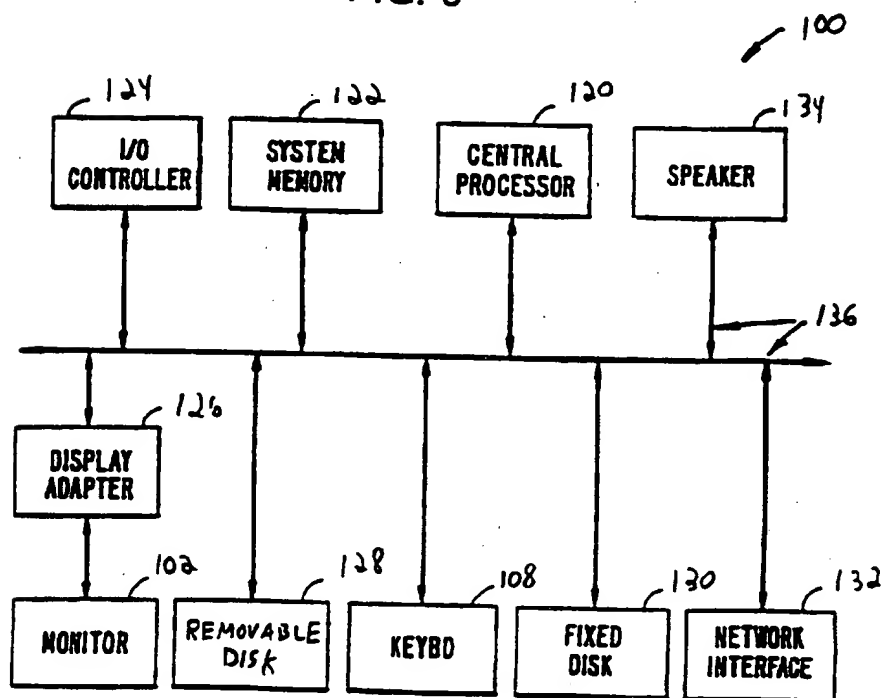 100
124
122
120
134
I/O
CONTROLLER
SYSTEM
MEMORY
CENTRAL
PROCESSOR
SPEAKER
136
126
DISPLAY
ADAPTER
102
128
108
130
132
MONITOR
REMOVABLE
DISK
KEYBD
FIXED
DISK
NETWORK
INTERFACE